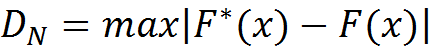 D_N = max|F*(x) − F(x)|